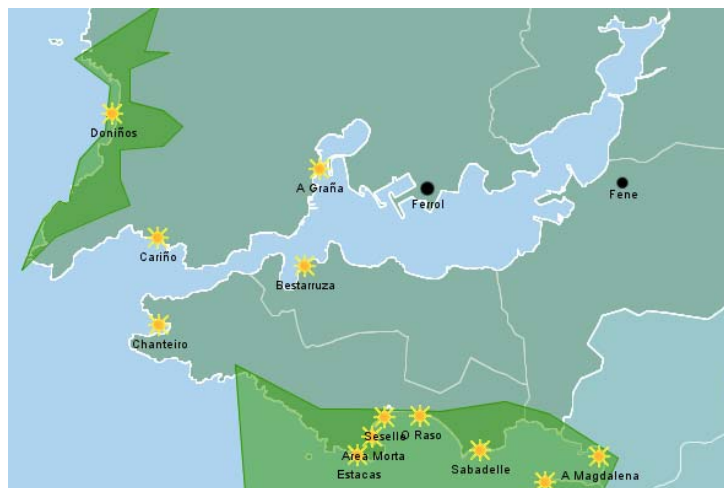 Doniños
A Graña
Ferrol
Fene
Cariño
Bestarruza
Chanteiro
Seselle
O Raso
Area Morta
Sabadelle
Estacas
A Magdalena